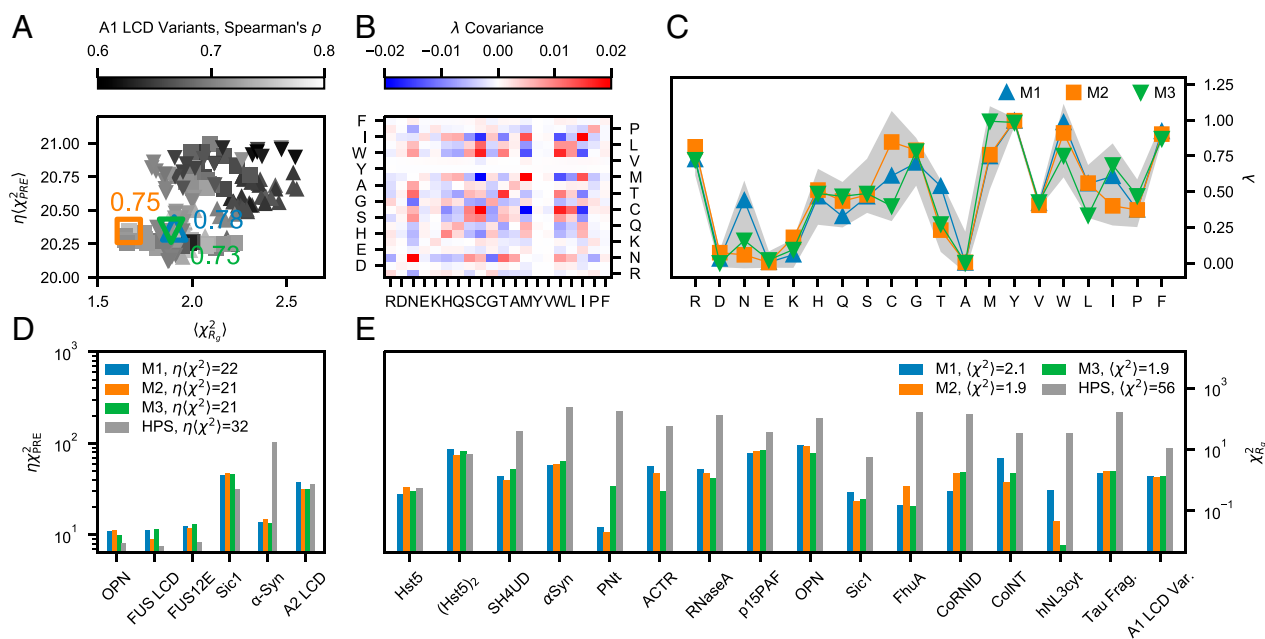 A
A1 LCD Variants, Spearman's ρ
0.6 0.7 0.8
η⟨χ²PRE⟩
21.00
20.75
20.50
20.25
20.00
0.75
0.78
0.73
1.5 2.0 2.5
⟨χ²Rg⟩
B
λ Covariance
−0.02 −0.01 0.00 0.01 0.02
F
I
W
Y
A
G
S
H
E
D
P
L
V
M
T
C
Q
K
N
R
RDNEKHQSCGTAMYVWLIPF
C
M1 M2 M3
1.25
1.00
0.75
0.50
0.25
0.00
λ
R D N E K H Q S C G T A M Y V W L I P F
D
10³
10²
10¹
ηχ²PRE
M1, η⟨χ²⟩=22
M2, η⟨χ²⟩=21
M3, η⟨χ²⟩=21
HPS, η⟨χ²⟩=32
OPN FUS LCD FUS12E Sic1 α-Syn A2 LCD
E
M1, ⟨χ²⟩=2.1 M3, ⟨χ²⟩=1.9
M2, ⟨χ²⟩=1.9 HPS, ⟨χ²⟩=56
10³
10¹
10⁻¹
χ²Rg
Hst5 (Hst5)₂ SH4UD αSyn PNt ACTR RNaseA p15PAF OPN Sic1 FhuA CoRNID ColNT hNL3cyt Tau Frag. A1 LCD Var.